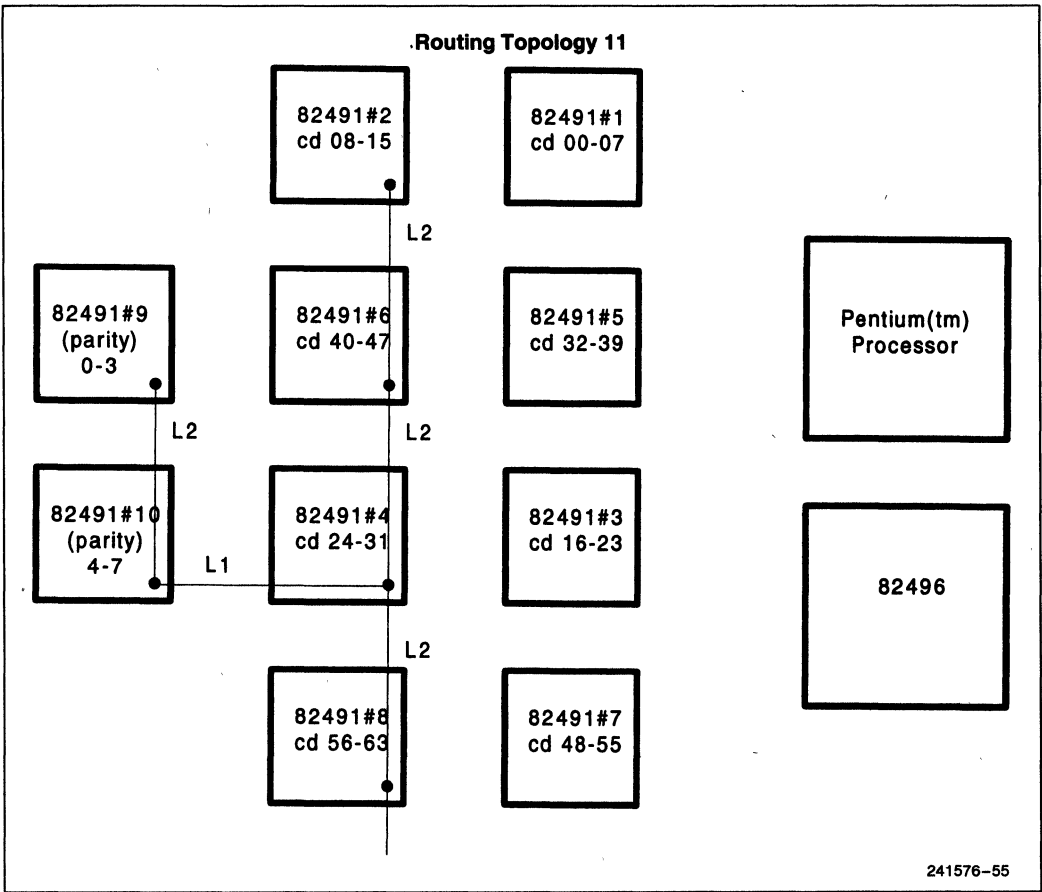 Routing Topology 11
82491#2
cd 08-15
82491#1
cd 00-07
L2
82491#9
(parity)
0-3
82491#6
cd 40-47
82491#5
cd 32-39
Pentium(tm)
Processor
L2
L2
82491#10
(parity)
4-7
L1
82491#4
cd 24-31
82491#3
cd 16-23
82496
L2
82491#8
cd 56-63
82491#7
cd 48-55
241576-55